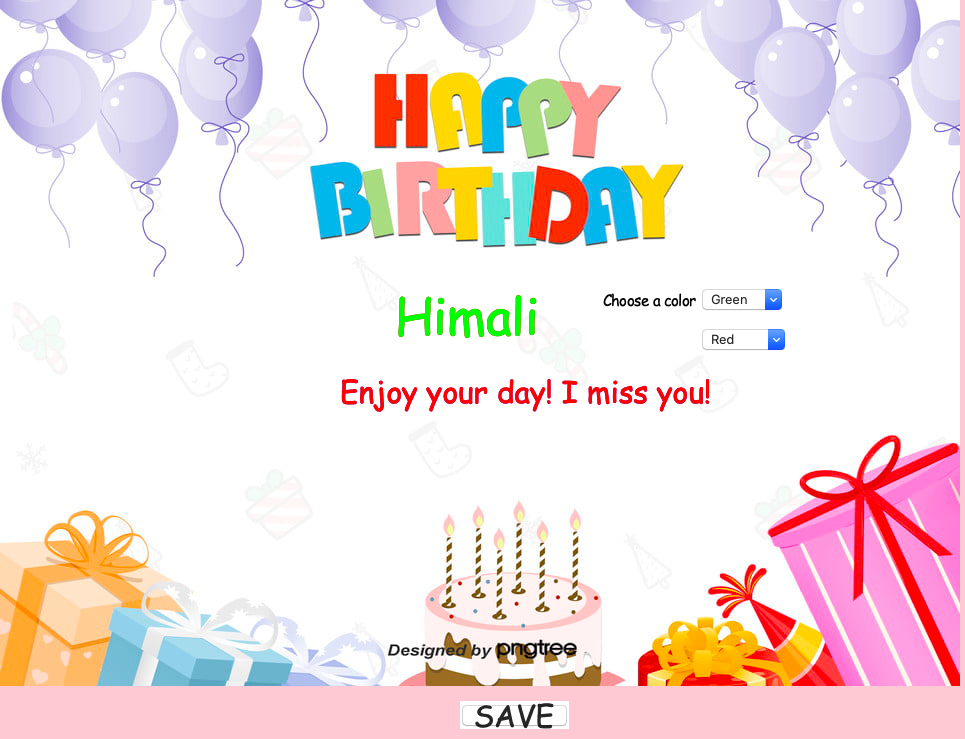 HAPPY
BIRTHDAY
Himali
Choose a color Green
Red
Enjoy your day! I miss you!
Designed by pngtree
SAVE